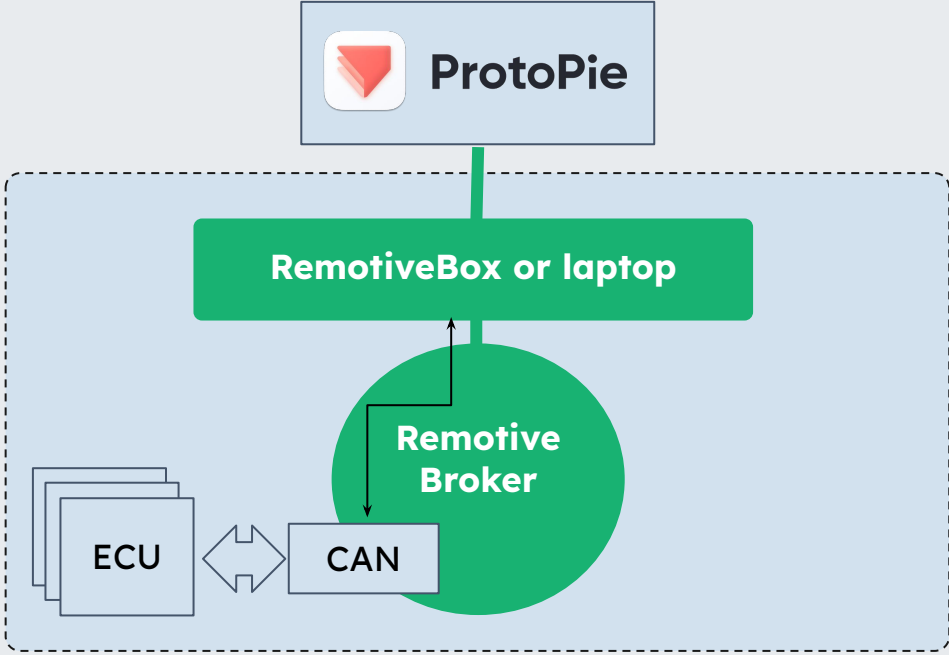 ProtoPie
RemotiveBox or laptop
Remotive
Broker
ECU
CAN